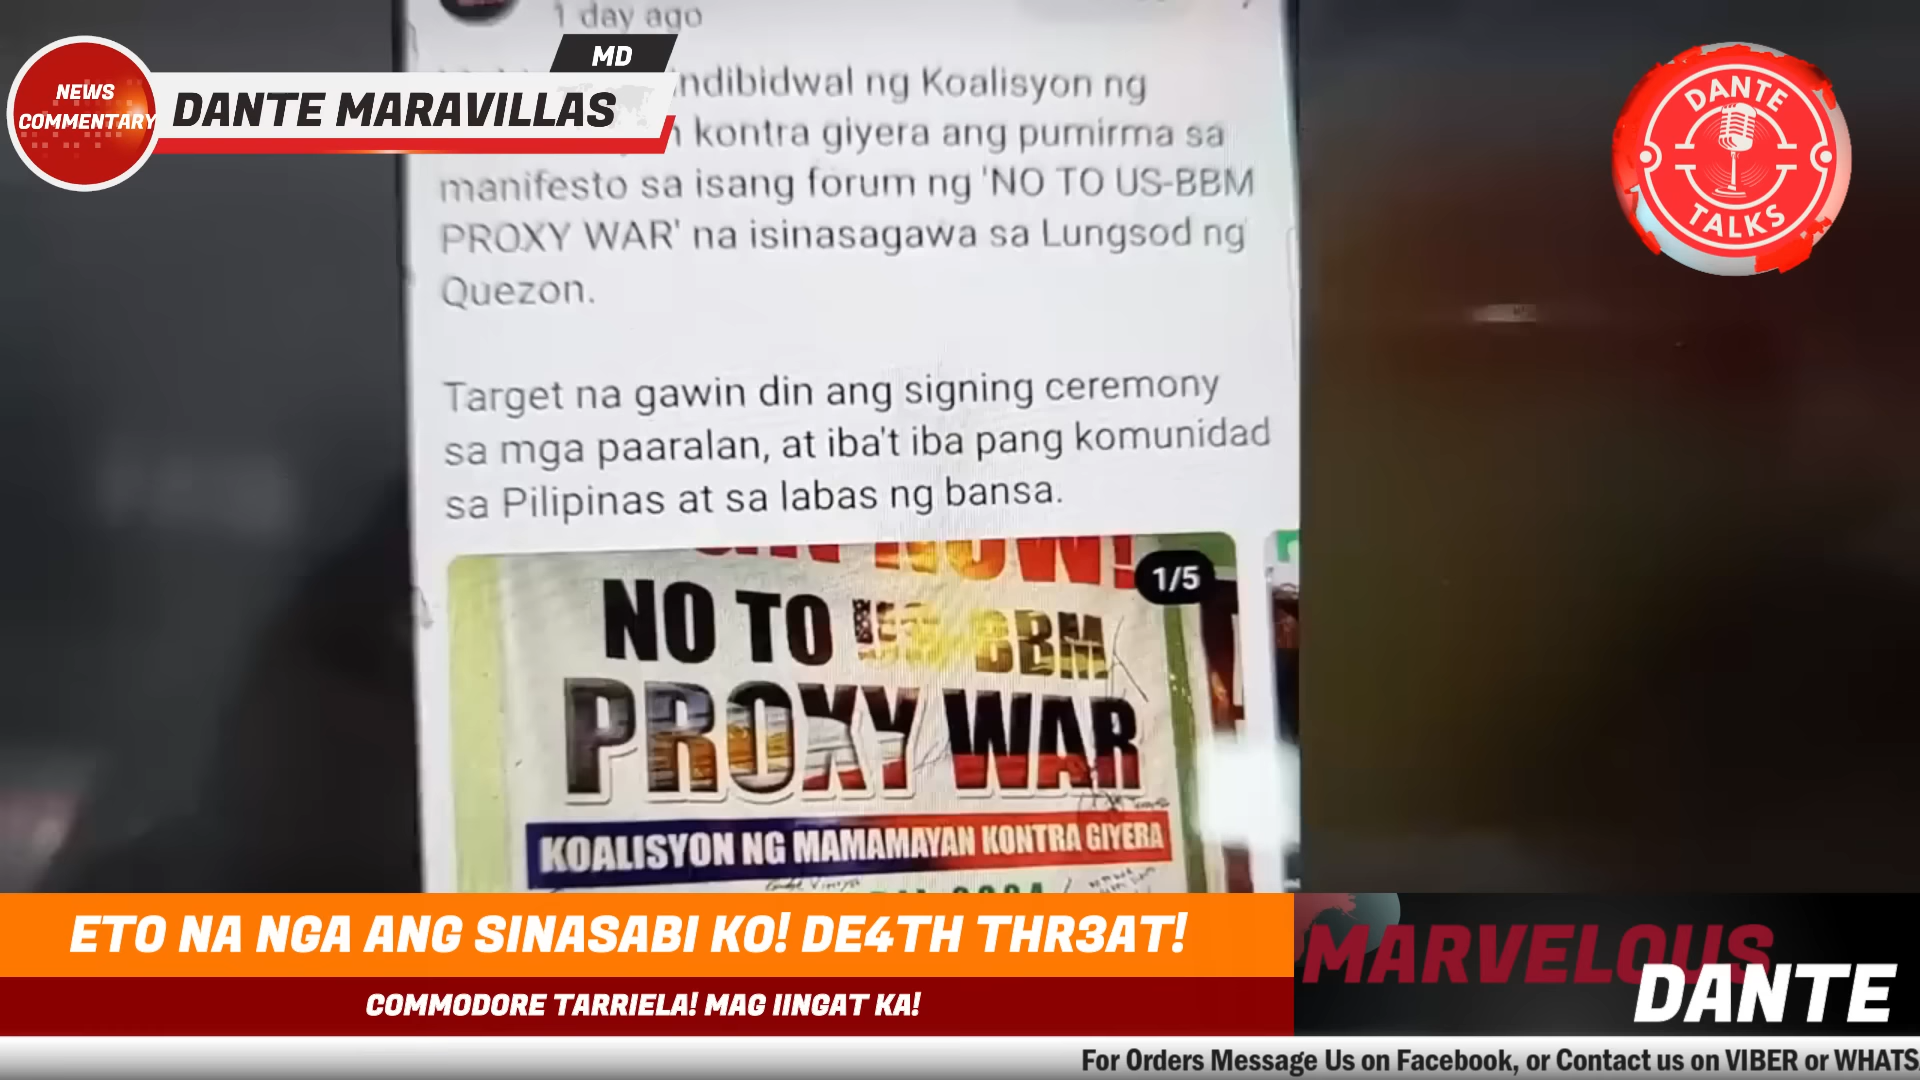 1 day ago
MD
NEWS
COMMENTARY
DANTE MARAVILLAS
DANTE
TALKS
ndibidwal ng Koalisyon ng
kontra giyera ang pumirma sa
manifesto sa isang forum ng 'NO TO US-BBM
PROXY WAR' na isinasagawa sa Lungsod ng
Quezon.
Target na gawin din ang signing ceremony
sa mga paaralan, at iba't iba pang komunidad
sa Pilipinas at sa labas ng bansa.
NOW!
1/5
NO TO US-BBM
PROXY WAR
KOALISYON NG MAMAMAYAN KONTRA GIYERA
ETO NA NGA ANG SINASABI KO! DE4TH THR3AT!
COMMODORE TARRIELA! MAG IINGAT KA!
MARVELOUS
DANTE
For Orders Message Us on Facebook, or Contact us on VIBER or WHATS